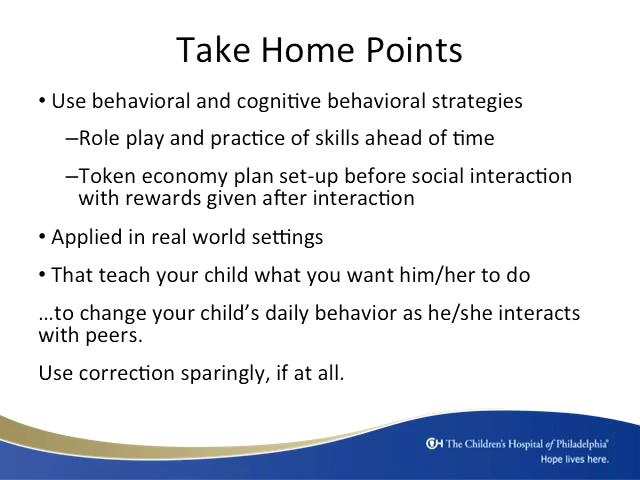 Take Home Points
• Use behavioral and cognitive behavioral strategies
–Role play and practice of skills ahead of time
–Token economy plan set-up before social interaction
with rewards given after interaction
• Applied in real world settings
• That teach your child what you want him/her to do
…to change your child’s daily behavior as he/she interacts
with peers.
Use correction sparingly, if at all.
The Children's Hospital of Philadelphia®
Hope lives here.